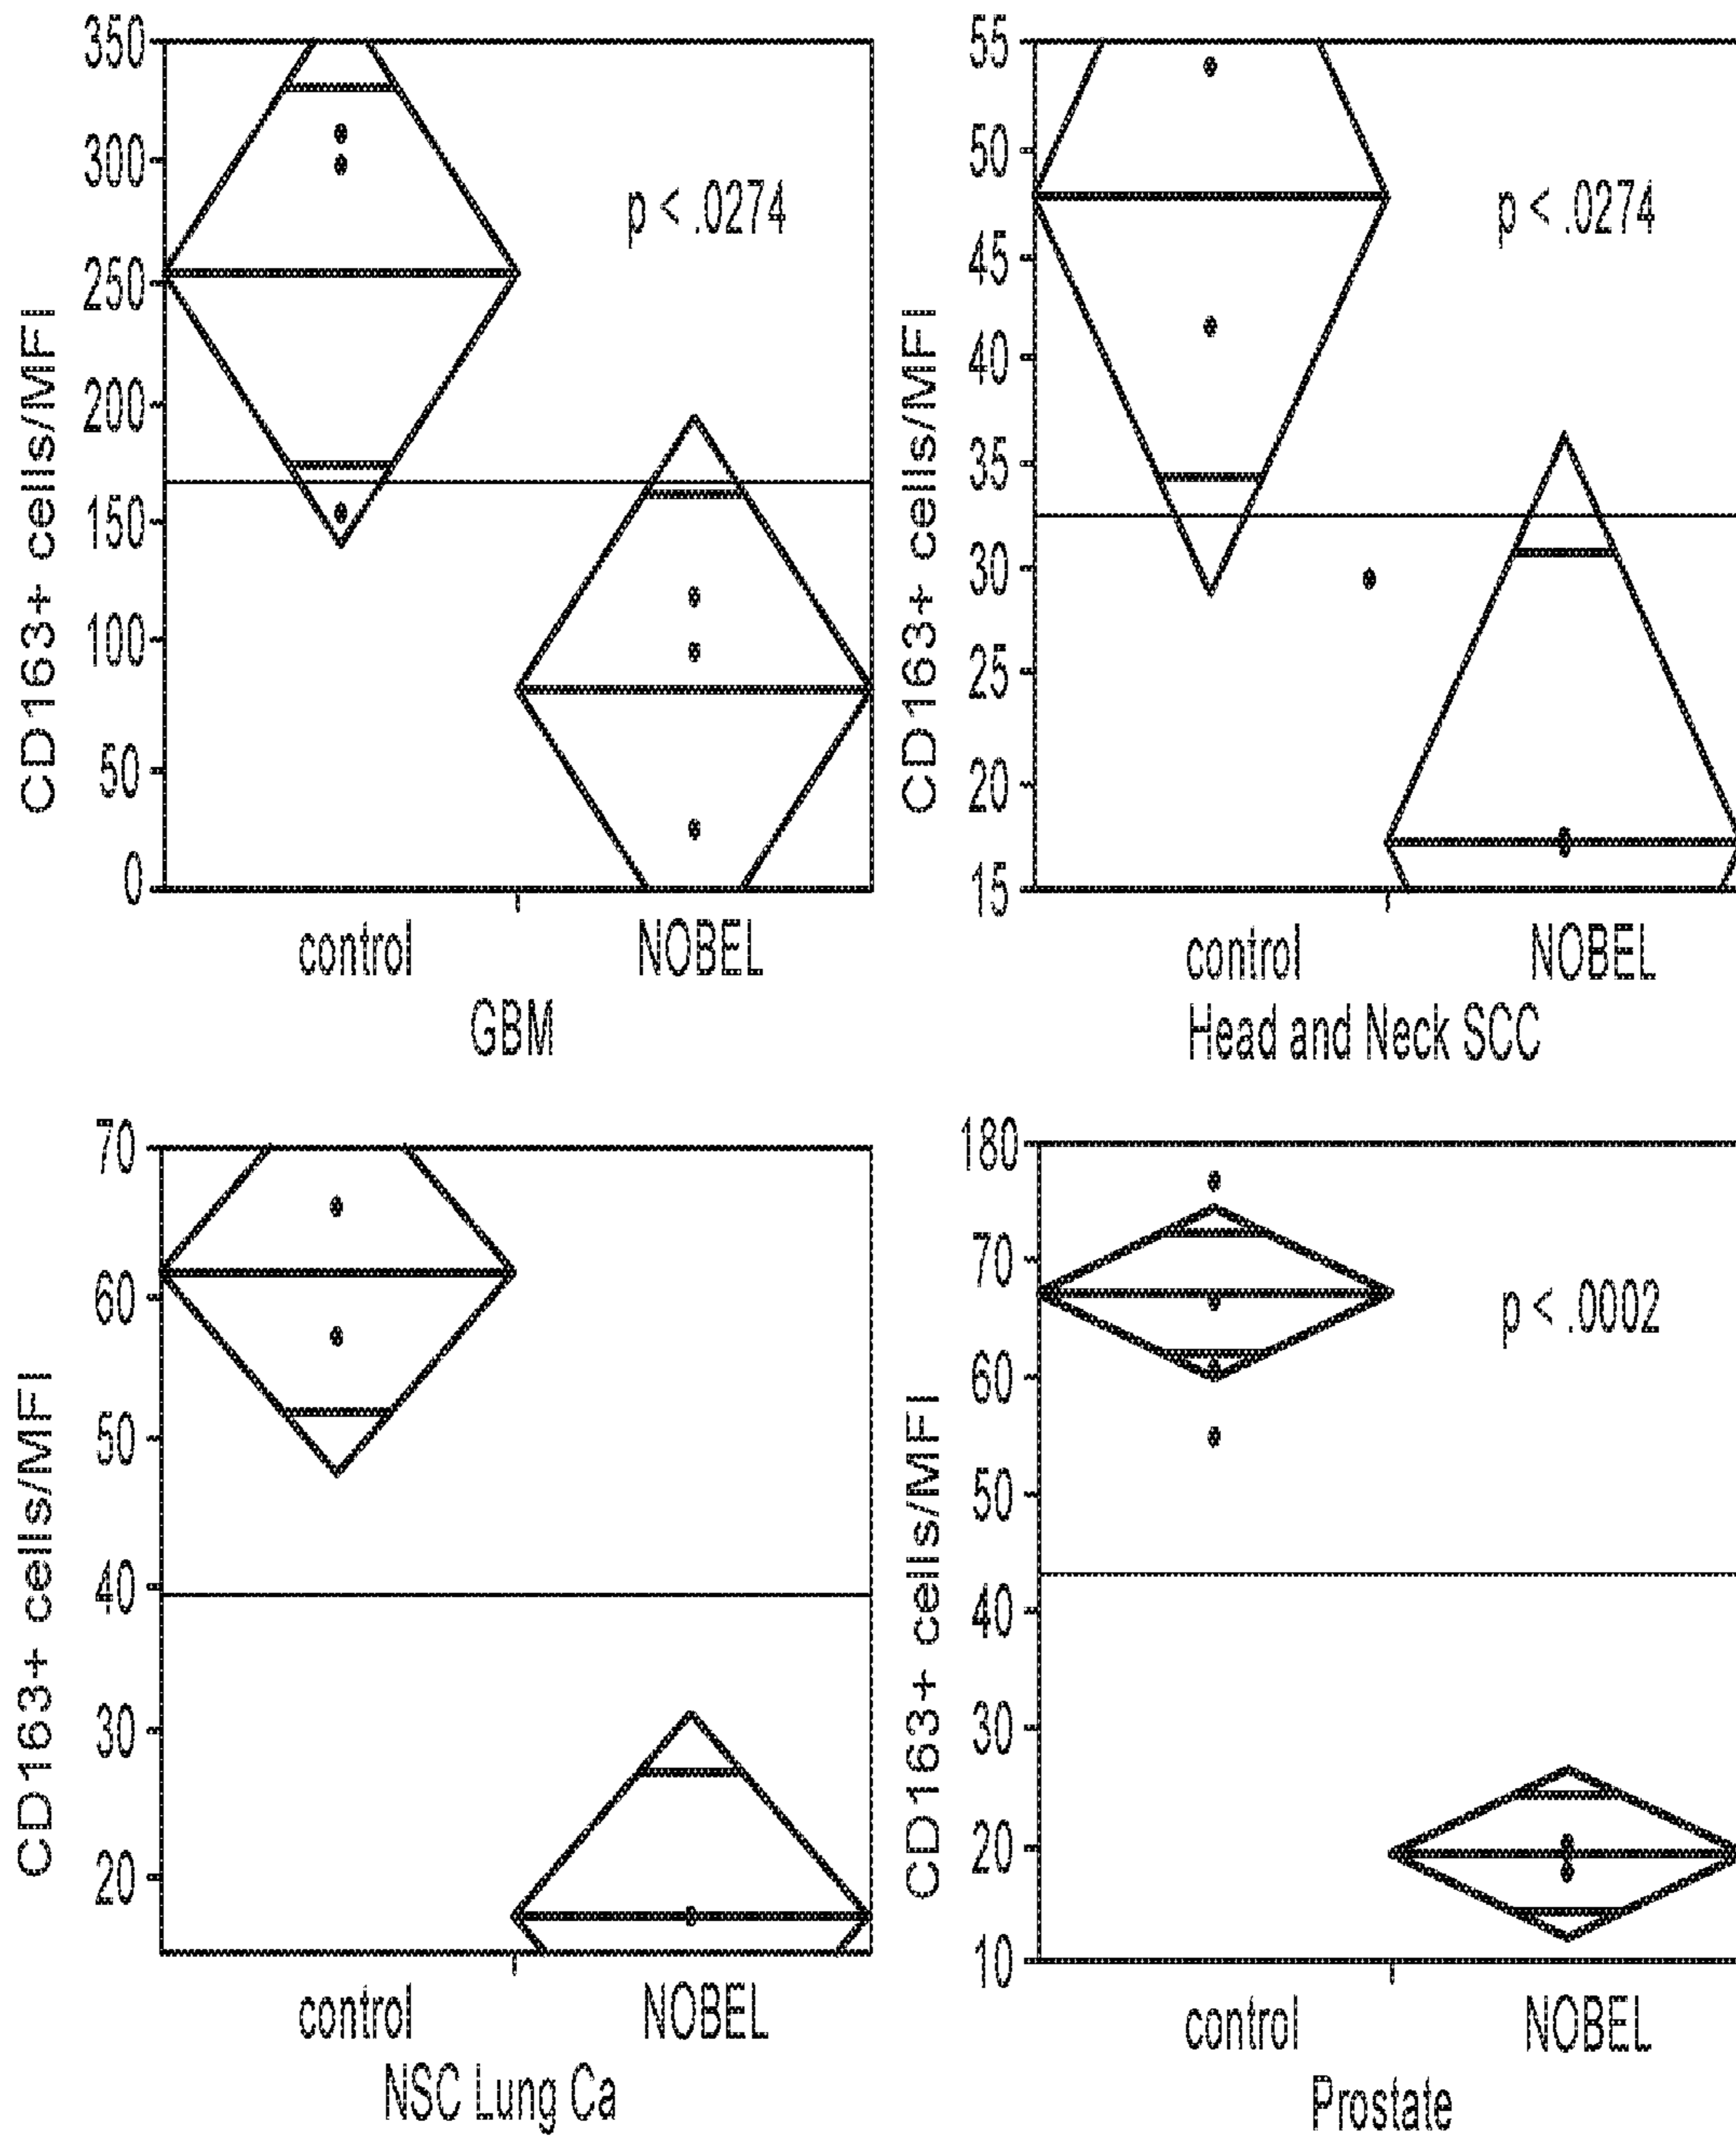 CD163+ cells/MFI
350
300
250
200
150
100
50
0
p < .0274
control NOBEL
GBM
CD163+ cells/MFI
55
50
45
40
35
30
25
20
15
p < .0274
control NOBEL
Head and Neck SCC
CD163+ cells/MFI
70
60
50
40
30
20
control NOBEL
NSC Lung Ca
CD163+ cells/MFI
180
70
60
50
40
30
20
10
p < .0002
control NOBEL
Prostate